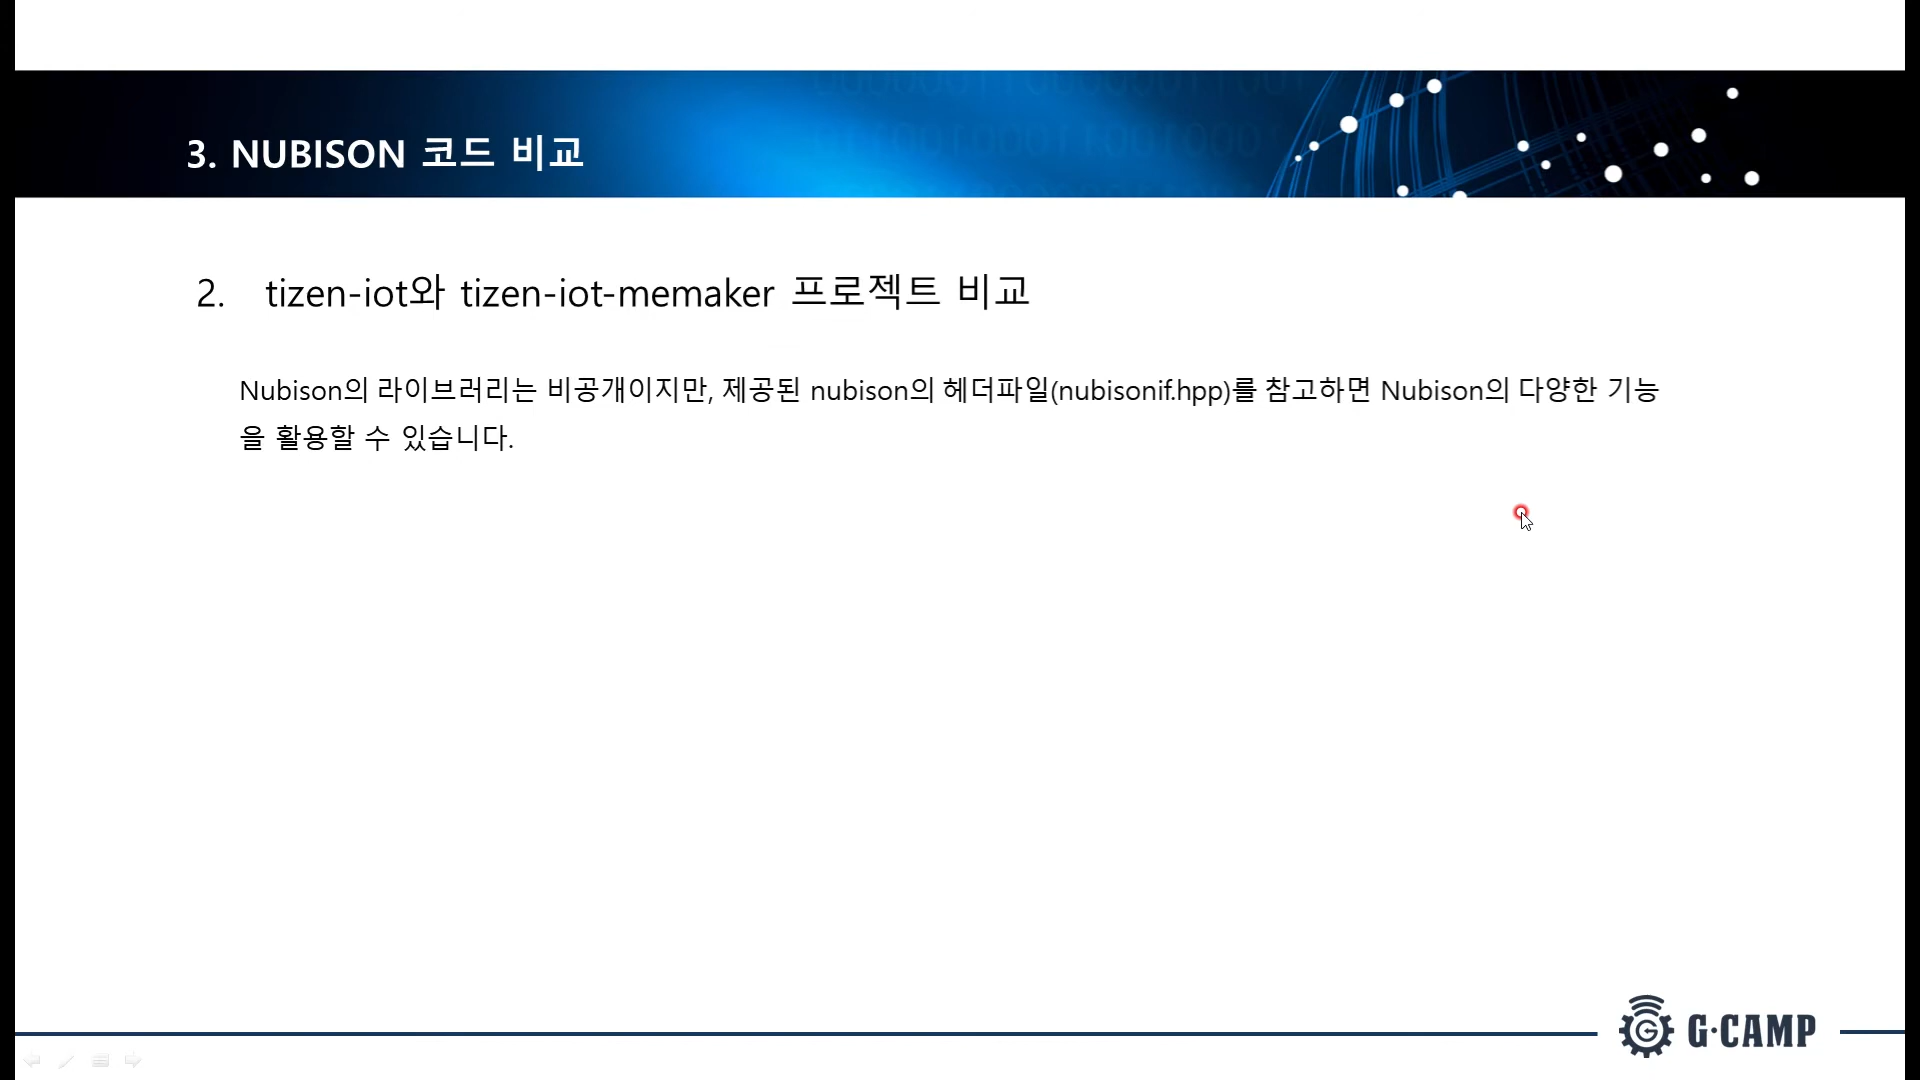 3. NUBISON 코드 비교
2. tizen-iot와 tizen-iot-memaker 프로젝트 비교
Nubison의 라이브러리는 비공개이지만, 제공된 nubison의 헤더파일(nubisonif.hpp)를 참고하면 Nubison의 다양한 기능
을 활용할 수 있습니다.
G·CAMP